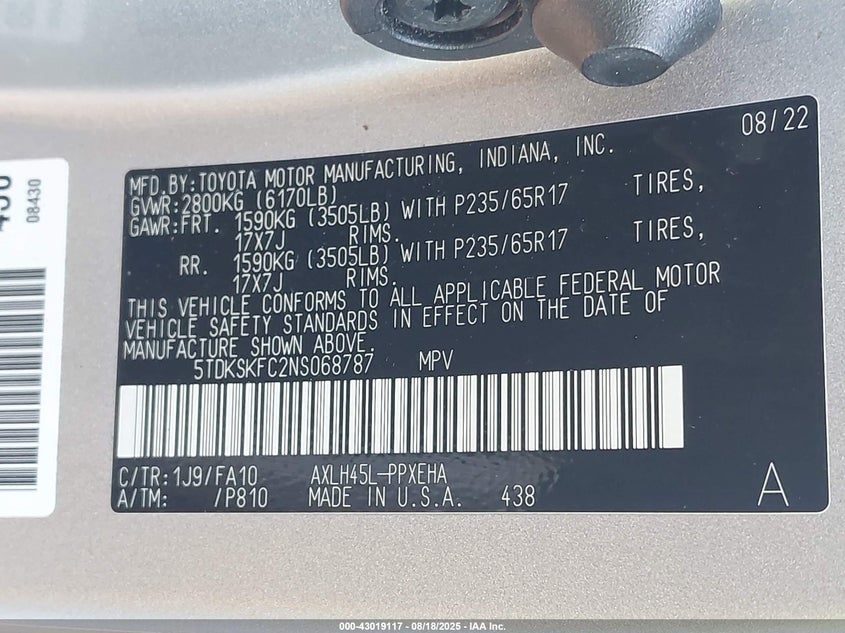 08/22
MFD.BY:TOYOTA MOTOR MANUFACTURING, INDIANA, INC.
GVWR:2800KG (6170LB)
GAWR:FRT. 1590KG (3505LB) WITH P235/65R17 TIRES,
17X7J RIMS.
RR. 1590KG (3505LB) WITH P235/65R17 TIRES,
17X7J RIMS.
THIS VEHICLE CONFORMS TO ALL APPLICABLE FEDERAL MOTOR
VEHICLE SAFETY STANDARDS IN EFFECT ON THE DATE OF
MANUFACTURE SHOWN ABOVE.
5TDKSKFC2NS068787 MPV
C/TR:1J9/FA10 AXLH45L-PPXEHA
A/TM: /P810 MADE IN U.S.A. 438 A
08430
000-43019117 - 08/18/2025 - IAA Inc.